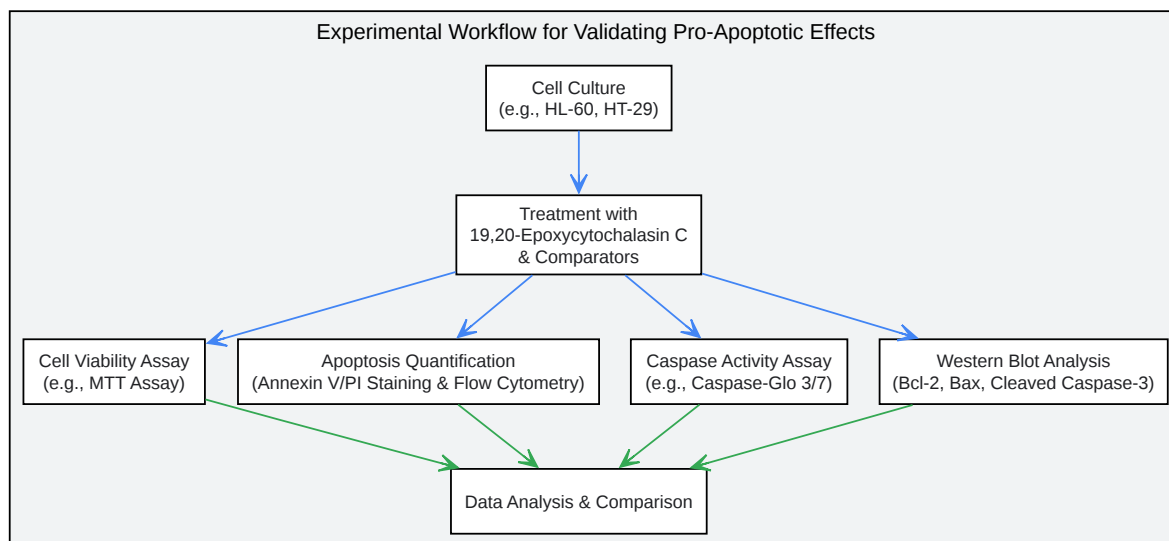 Experimental Workflow for Validating Pro-Apoptotic Effects
Cell Culture
(e.g., HL-60, HT-29)
Treatment with
19,20-Epoxycytochalasin C
& Comparators
Cell Viability Assay
(e.g., MTT Assay)
Apoptosis Quantification
(Annexin V/PI Staining & Flow Cytometry)
Caspase Activity Assay
(e.g., Caspase-Glo 3/7)
Western Blot Analysis
(Bcl-2, Bax, Cleaved Caspase-3)
Data Analysis & Comparison